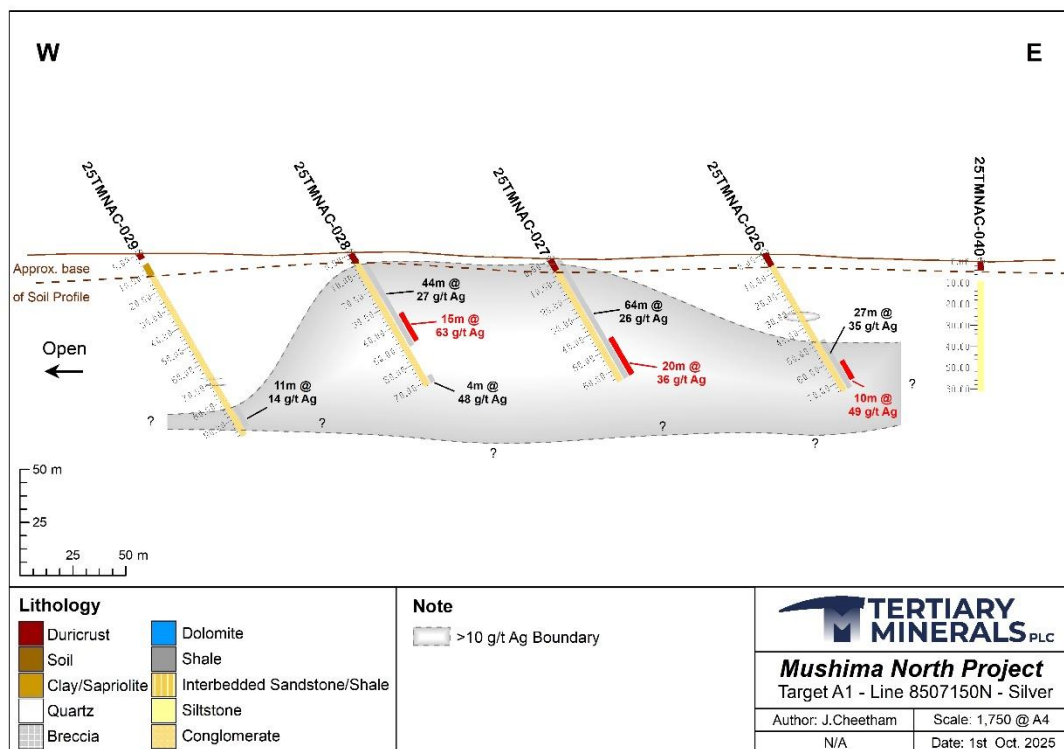 W
E
25TMNAC-029
25TMNAC-028
25TMNAC-027
25TMNAC-026
25TMNAC-040
Approx. base
of Soil Profile
Open
11m @
14 g/t Ag
44m @
27 g/t Ag
15m @
63 g/t Ag
4m @
48 g/t Ag
64m @
26 g/t Ag
20m @
36 g/t Ag
27m @
35 g/t Ag
10m @
49 g/t Ag
?
?
?
?
?
?
?
50 m
25
25
50 m
Lithology
Duricrust
Soil
Clay/Sapriolite
Quartz
Breccia
Dolomite
Shale
Interbedded Sandstone/Shale
Siltstone
Conglomerate
Note
>10 g/t Ag Boundary
TERTIARY
MINERALS PLC
Mushima North Project
Target A1 - Line 8507150N - Silver
Author: J.Cheetham
Scale: 1,750 @ A4
N/A
Date: 1st Oct. 2025